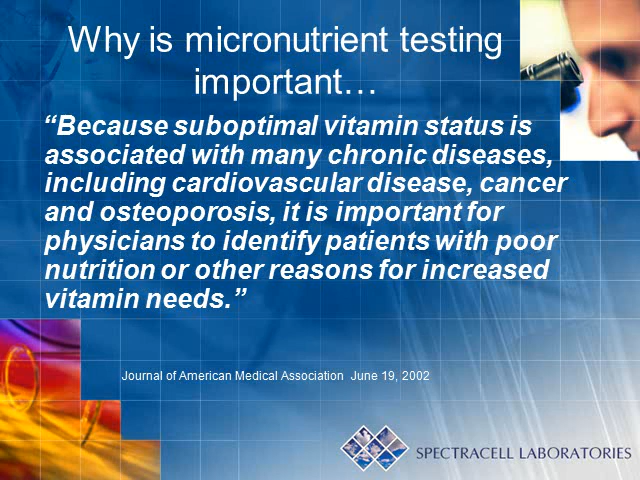 Why is micronutrient testing
important…
“Because suboptimal vitamin status is
associated with many chronic diseases,
including cardiovascular disease, cancer
and osteoporosis, it is important for
physicians to identify patients with poor
nutrition or other reasons for increased
vitamin needs.”
Journal of American Medical Association June 19, 2002
SPECTRACELL LABORATORIES